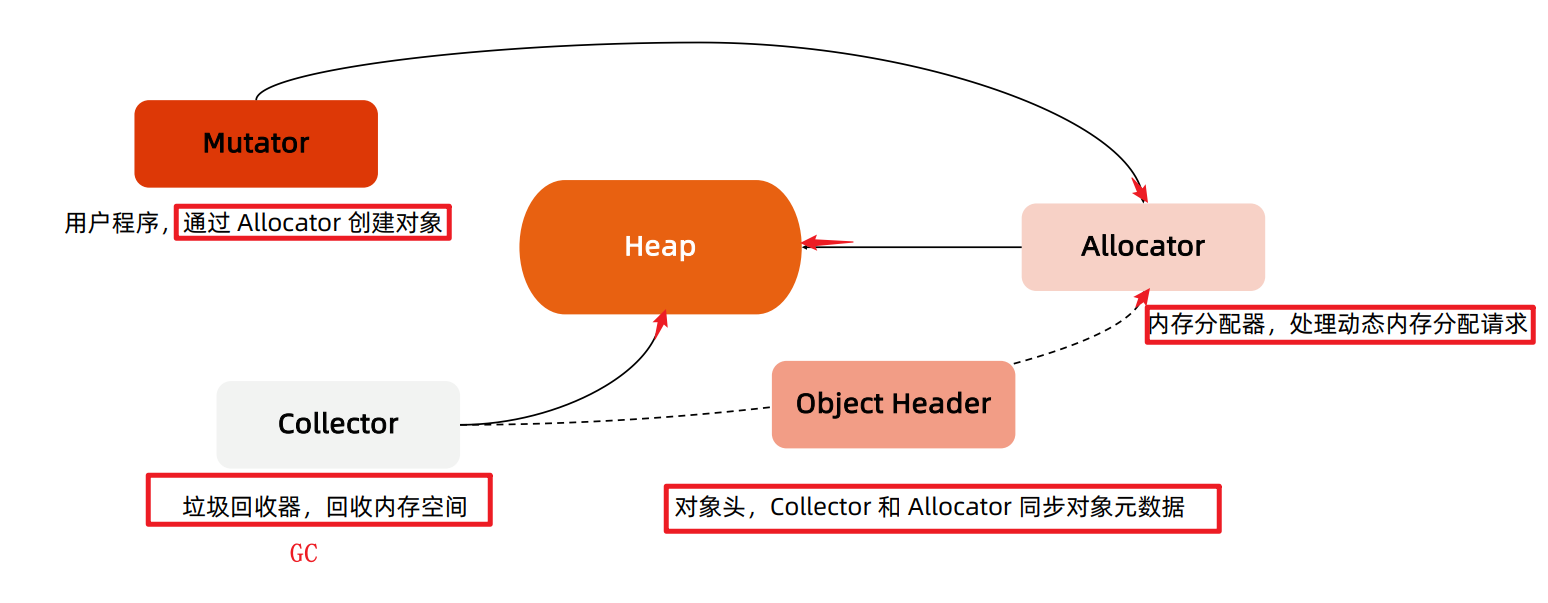 Mutator
用户程序，通过 Allocator 创建对象
Heap
Allocator
内存分配器，处理动态内存分配请求
Object Header
Collector
垃圾回收器，回收内存空间
对象头，Collector 和 Allocator 同步对象元数据
GC